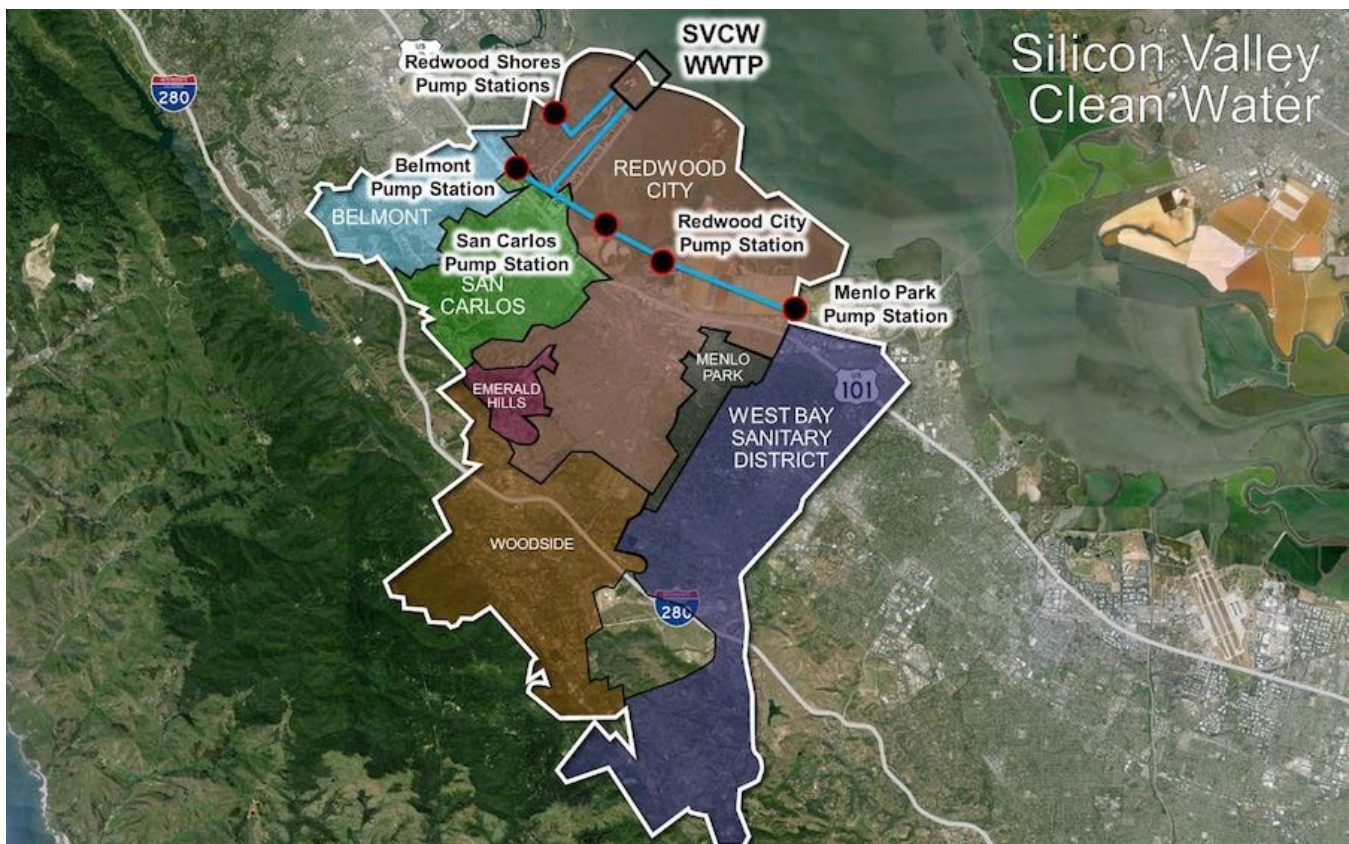 Silicon Valley
Clean Water
SVCW
WWTP
US
Redwood Shores
Pump Stations
280
Belmont
Pump Station
BELMONT
REDWOOD
CITY
Redwood City
Pump Station
San Carlos
Pump Station
SAN
CARLOS
Menlo Park
Pump Station
MENLO
PARK
EMERALD
HILLS
US
101
WEST BAY
SANITARY
DISTRICT
WOODSIDE
280